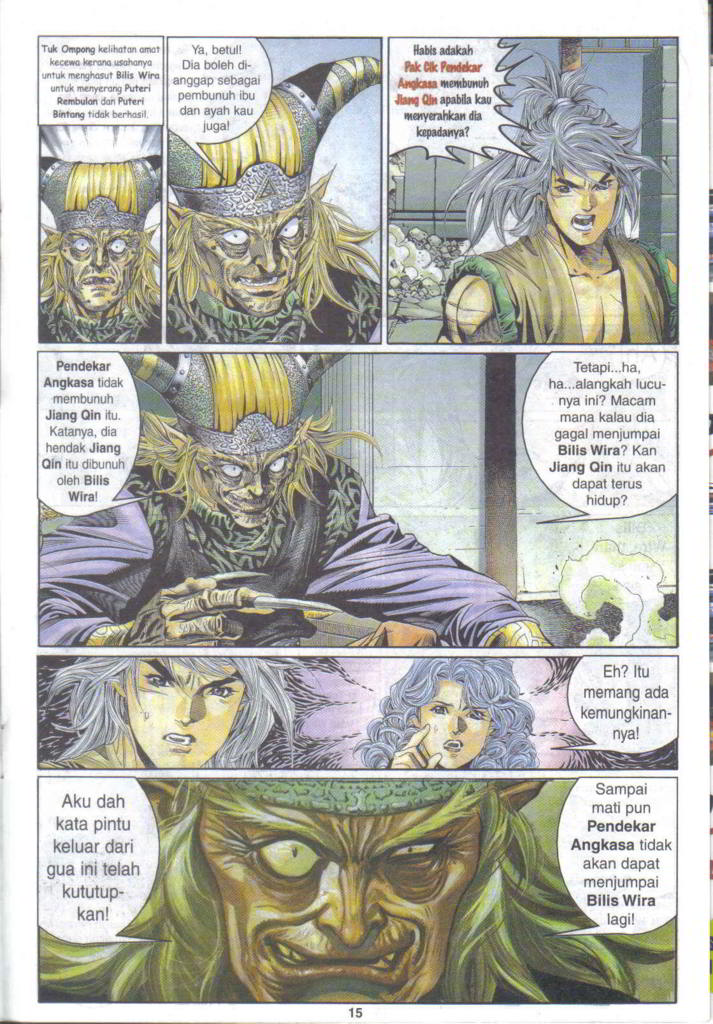 Tuk Ompong kelihatan amat
kecewa kerana usahanya
untuk menghasut Bilis Wira
untuk menyerang Puteri
Rembulan dan Puteri
Bintang tidak berhasil.
Ya, betul!
Dia boleh di-
anggap sebagai
pembunuh ibu
dan ayah kau
juga!
Habis adakah
Pak Cik Pendekar
Angkasa membunuh
Jiang Qin apabila kau
menyerahkan dia
kepadanya?
Pendekar
Angkasa tidak
membunuh
Jiang Qin itu.
Katanya, dia
hendak Jiang
Qin itu dibunuh
oleh Bilis
Wira!
Tetapi...ha,
ha...alangkah lucu-
nya ini? Macam
mana kalau dia
gagal menjumpai
Bilis Wira? Kan
Jiang Qin itu akan
dapat terus
hidup?
Eh? Itu
memang ada
kemungkinan-
nya!
Aku dah
kata pintu
keluar dari
gua ini telah
kututup-
kan!
Sampai
mati pun
Pendekar
Angkasa tidak
akan dapat
menjumpai
Bilis Wira
lagi!
15